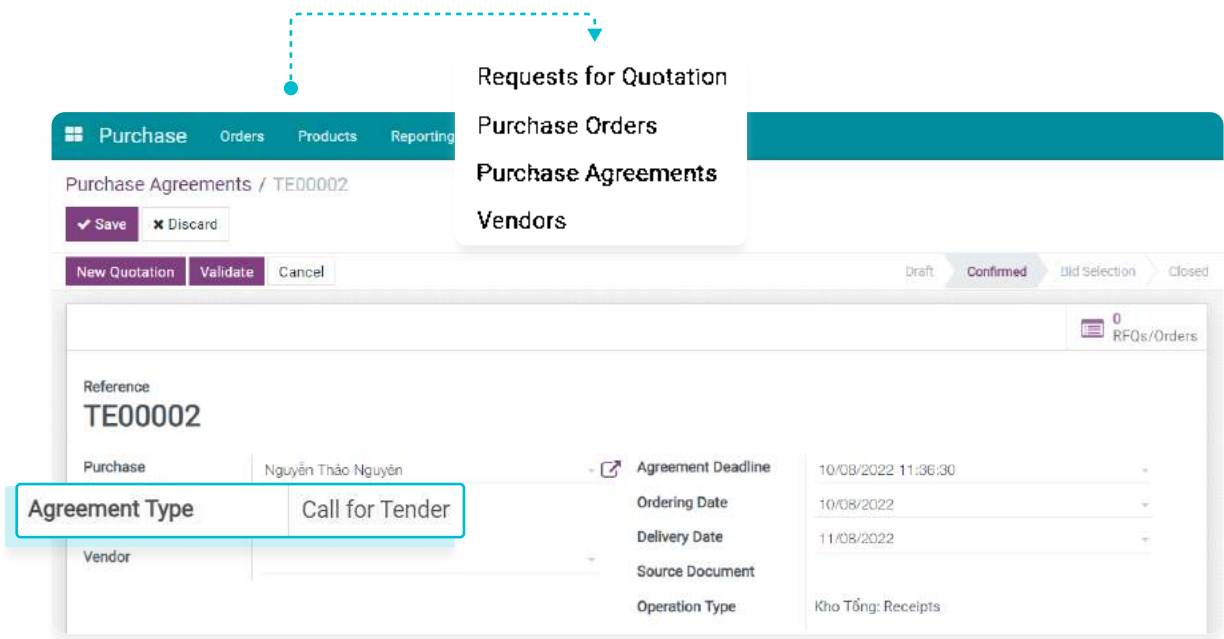 Requests for Quotation
Purchase Orders
Purchase Agreements
Vendors
Purchase Orders Products Reporting
Purchase Agreements / TE00002
Save Discard
New Quotation Validate Cancel
Draft Confirmed Bid Selection Closed
0
RFQs/Orders
Reference
TE00002
Purchase Nguyễn Thảo Nguyên
Agreement Type Call for Tender
Vendor
Agreement Deadline 10/08/2022 11:36:30
Ordering Date 10/08/2022
Delivery Date 11/08/2022
Source Document
Operation Type Kho Tổng: Receipts